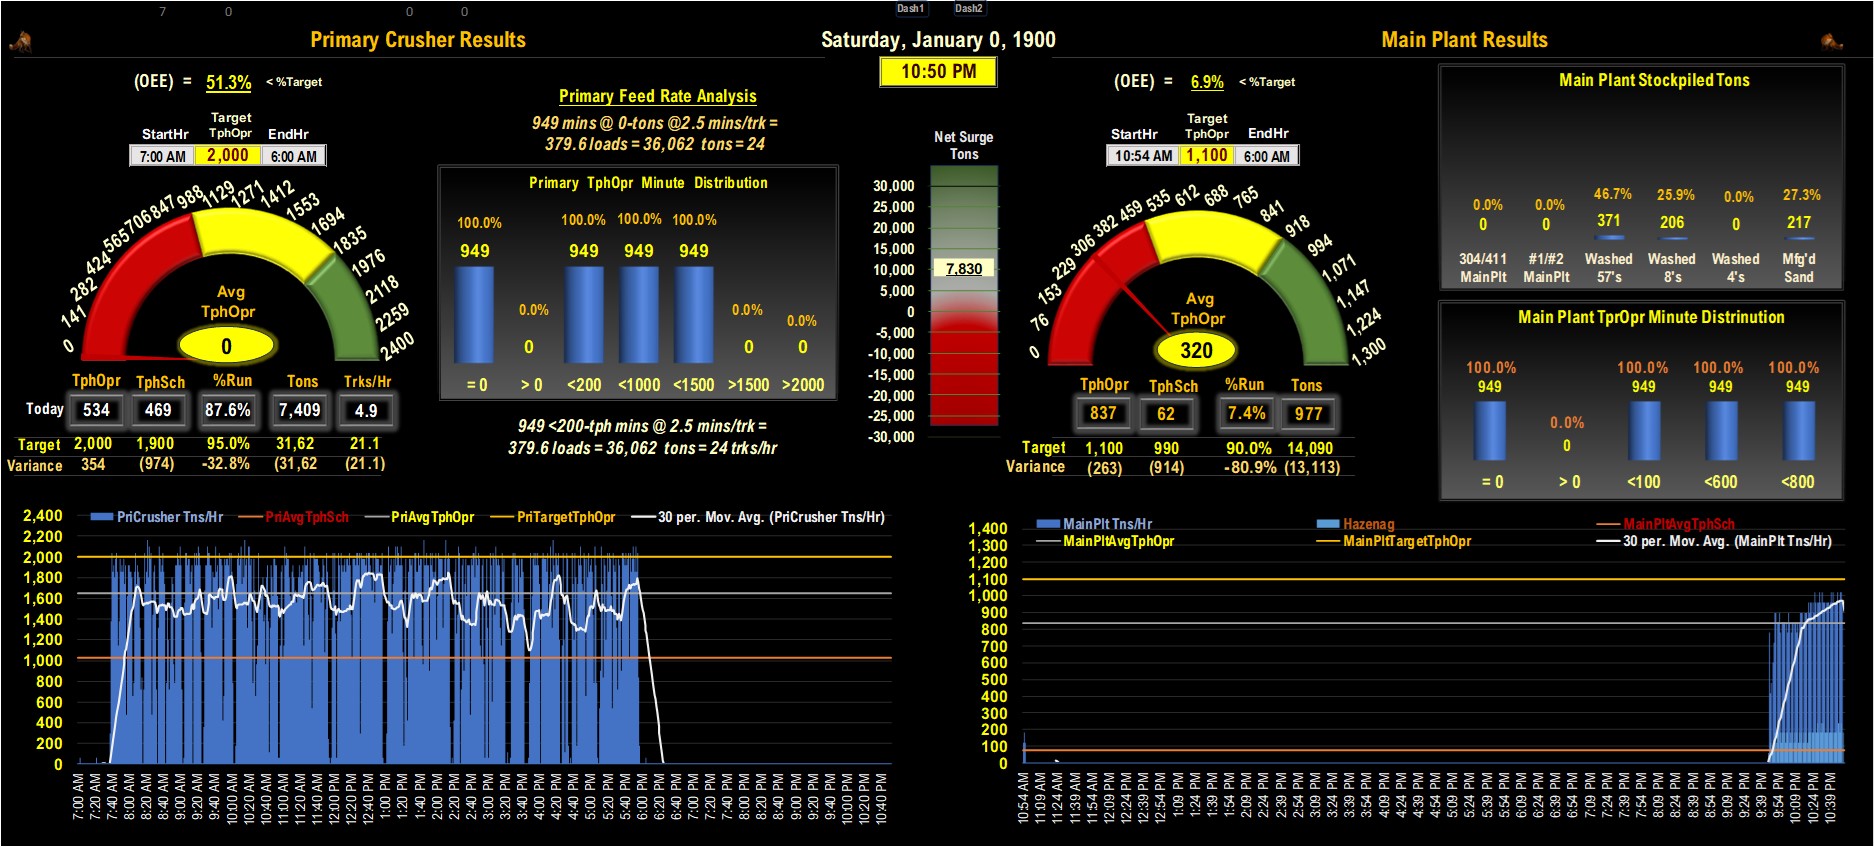 7 0 0 0 Dash1 Dash2
Primary Crusher Results
Saturday, January 0, 1900
Main Plant Results
10:50 PM
(OEE) = 51.3% < %Target
Target
StartHr TphOpr EndHr
7:00 AM 2,000 6:00 AM
0 141 282 424 565 706 847 988 1129 1271 1412 1553 1694 1835 1976 2118 2259 2400
Avg
TphOpr
0
TphOpr TphSch %Run Tons Trks/Hr
Today 534 469 87.6% 7,409 4.9
Target 2,000 1,900 95.0% 31,62 21.1
Variance 354 (974) -32.8% (31,62 (21.1)
Primary Feed Rate Analysis
949 mins @ 0-tons @2.5 mins/trk =
379.6 loads = 36,062 tons = 24
Primary TphOpr Minute Distribution
100.0% 0.0% 100.0% 100.0% 100.0% 0.0% 0.0%
949 0 949 949 949 0 0
= 0 > 0 <200 <1000 <1500 >1500 >2000
949 <200-tph mins @ 2.5 mins/trk =
379.6 loads = 36,062 tons = 24 trks/hr
Net Surge
Tons
30,000
25,000
20,000
15,000
10,000
7,830
5,000
0
-5,000
-10,000
-15,000
-20,000
-25,000
-30,000
(OEE) = 6.9% < %Target
Target
StartHr TphOpr EndHr
10:54 AM 1,100 6:00 AM
0 76 153 229 306 382 459 535 612 688 765 841 918 994 1,071 1,147 1,224 1,300
Avg
TphOpr
320
TphOpr TphSch %Run Tons
837 62 7.4% 977
Target 1,100 990 90.0% 14,090
Variance (263) (914) -80.9% (13,113)
Main Plant Stockpiled Tons
0.0% 0.0% 46.7% 25.9% 0.0% 27.3%
0 0 371 206 0 217
304/411 #1/#2 Washed Washed Washed Mfg'd
MainPlt MainPlt 57's 8's 4's Sand
Main Plant TprOpr Minute Distrinution
100.0% 0.0% 100.0% 100.0% 100.0%
949 0 949 949 949
= 0 > 0 <100 <600 <800
PriCrusher Tns/Hr PriAvgTphSch PriAvgTphOpr PriTargetTphOpr 30 per. Mov. Avg. (PriCrusher Tns/Hr)
2,400
2,200
2,000
1,800
1,600
1,400
1,200
1,000
800
600
400
200
0
7:00 AM 7:20 AM 7:40 AM 8:00 AM 8:20 AM 8:40 AM 9:00 AM 9:20 AM 9:40 AM 10:00 AM 10:20 AM 10:40 AM 11:00 AM 11:20 AM 11:40 AM 12:00 PM 12:20 PM 12:40 PM 1:00 PM 1:20 PM 1:40 PM 2:00 PM 2:20 PM 2:40 PM 3:00 PM 3:20 PM 3:40 PM 4:00 PM 4:20 PM 4:40 PM 5:00 PM 5:20 PM 5:40 PM 6:00 PM 6:20 PM 6:40 PM 7:00 PM 7:20 PM 7:40 PM 8:00 PM 8:20 PM 8:40 PM 9:00 PM 9:20 PM 9:40 PM 10:00 PM 10:20 PM 10:40 PM
MainPlt Tns/Hr Hazenag MainPltAvgTphSch
MainPltAvgTphOpr MainPltTargetTphOpr 30 per. Mov. Avg. (MainPlt Tns/Hr)
1,400
1,300
1,200
1,100
1,000
900
800
700
600
500
400
300
200
100
0
10:54 AM 11:09 AM 11:24 AM 11:39 AM 11:54 AM 12:09 PM 12:24 PM 12:39 PM 12:54 PM 1:09 PM 1:24 PM 1:39 PM 1:54 PM 2:09 PM 2:24 PM 2:39 PM 2:54 PM 3:09 PM 3:24 PM 3:39 PM 3:54 PM 4:09 PM 4:24 PM 4:39 PM 4:54 PM 5:09 PM 5:24 PM 5:39 PM 5:54 PM 6:09 PM 6:24 PM 6:39 PM 6:54 PM 7:09 PM 7:24 PM 7:39 PM 7:54 PM 8:09 PM 8:24 PM 8:39 PM 8:54 PM 9:09 PM 9:24 PM 9:39 PM 9:54 PM 10:09 PM 10:24 PM 10:39 PM